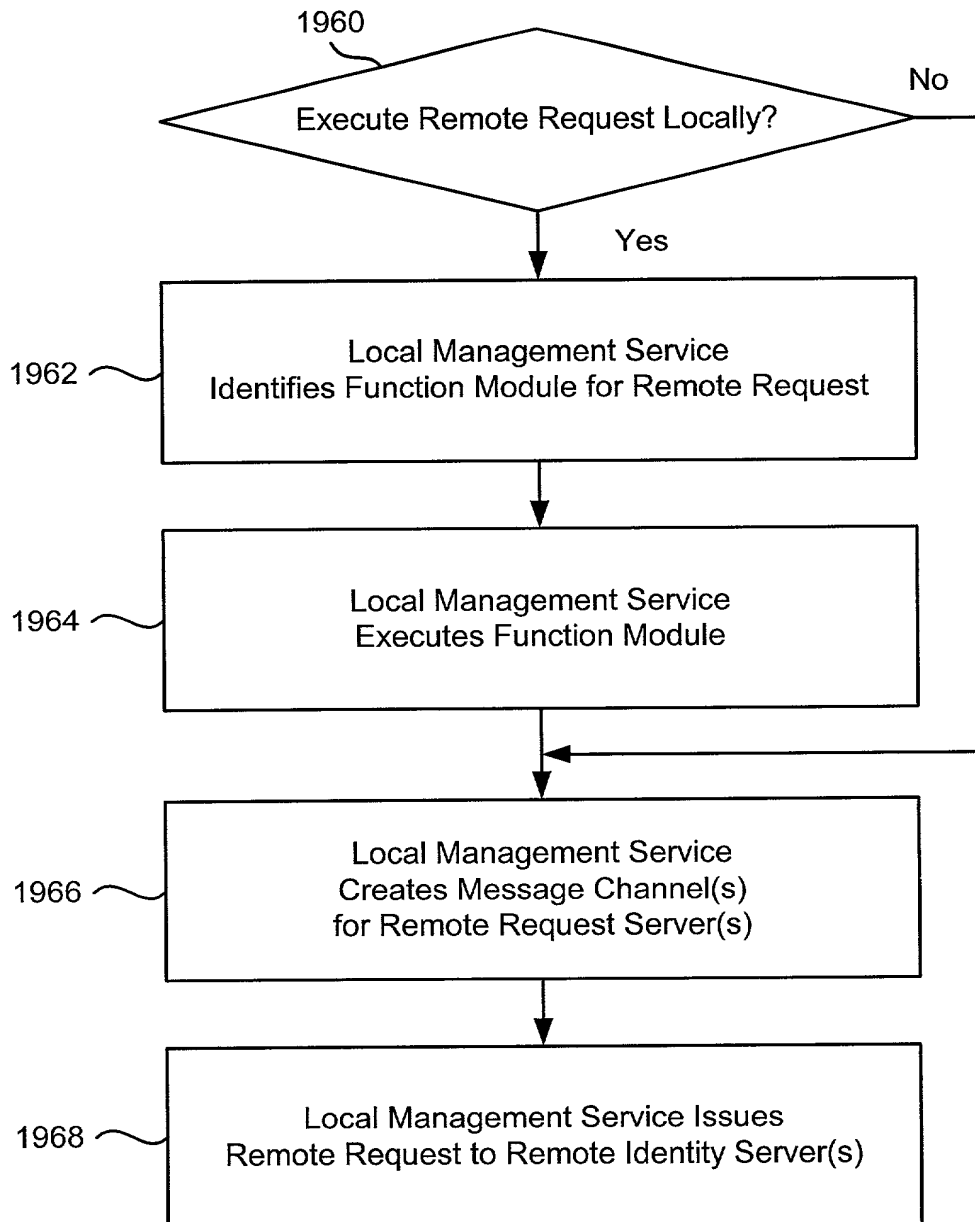 1960
No
Execute Remote Request Locally?
Yes
Local Management Service
1962
Identifies Function Module for Remote Request
Local Management Service
1964
Executes Function Module
Local Management Service
1966
Creates Message Channel(s)
for Remote Request Server(s)
Local Management Service Issues
1968
Remote Request to Remote Identity Server(s)